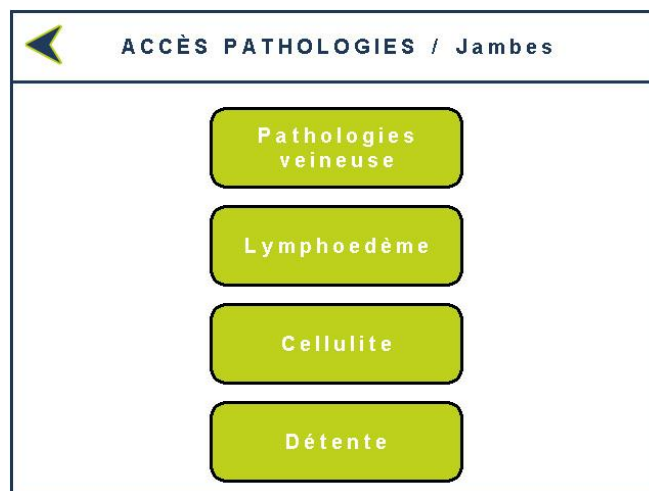 ACCÈS PATHOLOGIES / Jambes
Pathologies
veineuse
Lymphoedème
Cellulite
Détente